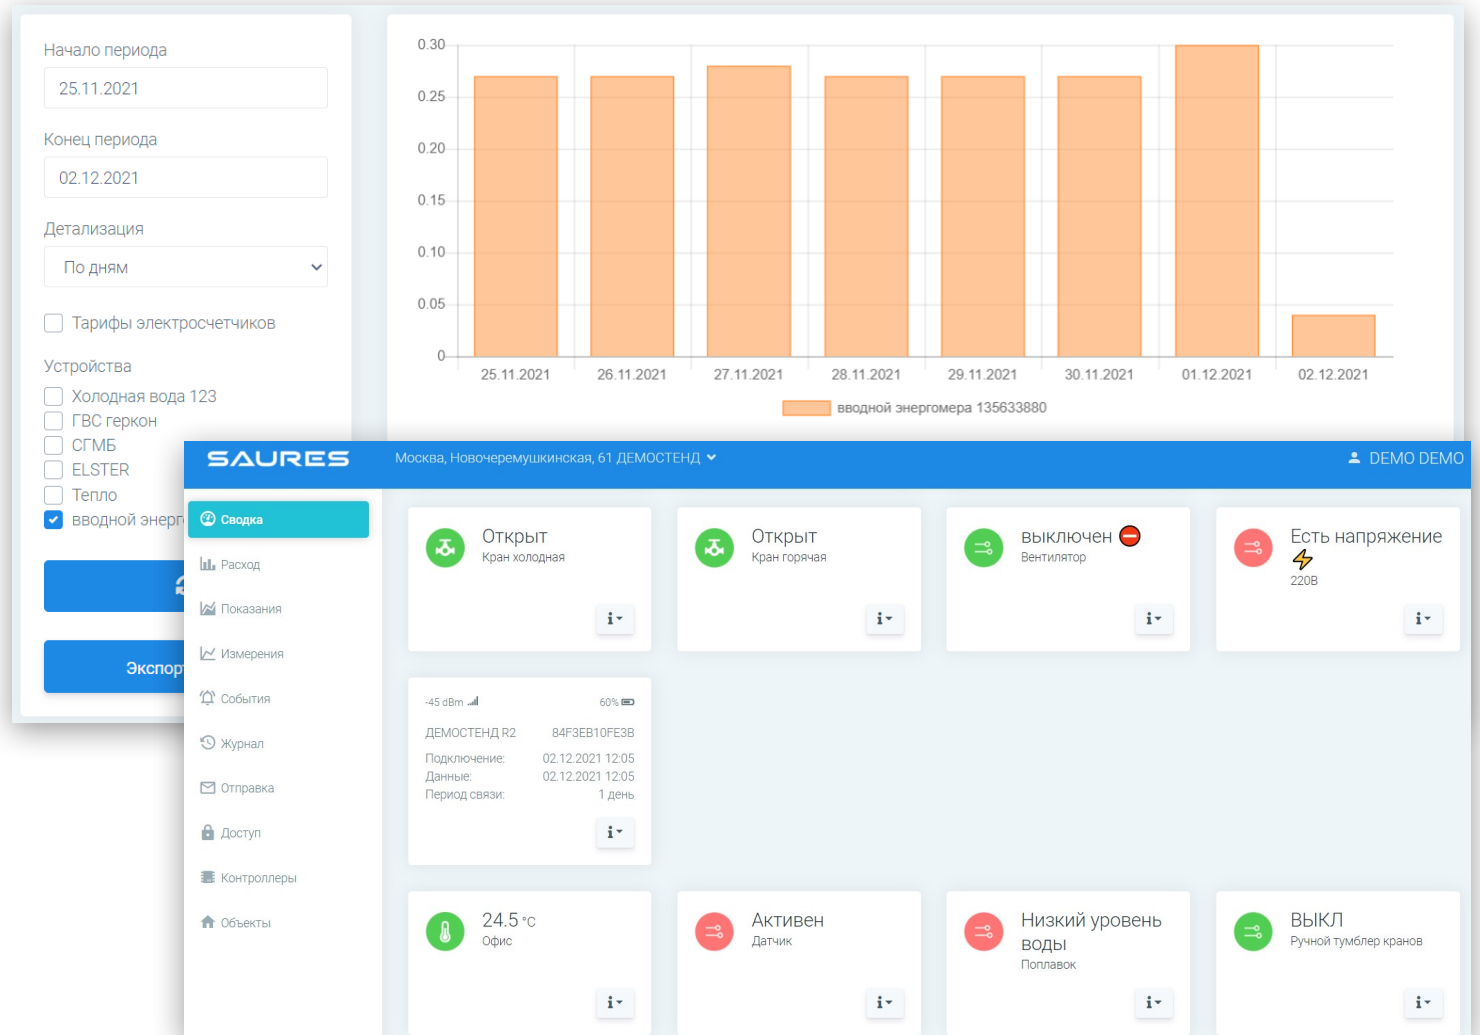 Начало периода
25.11.2021
Конец периода
02.12.2021
Детализация
По дням
Тарифы электросчетчиков
Устройства
Холодная вода 123
ГВС геркон
СГМБ
ELSTER
Тепло
вводной энерг
Экспор
0.30
0.25
0.20
0.15
0.10
0.05
0
25.11.2021 26.11.2021 27.11.2021 28.11.2021 29.11.2021 30.11.2021 01.12.2021 02.12.2021
вводной энергомера 135633880
SAURES Москва, Новочеремушкинская, 61 ДЕМОСТЕНД DEMO DEMO
Сводка
Расход
Показания
Измерения
События
Журнал
Отправка
Доступ
Контроллеры
Объекты
Открыт
Кран холодная
Открыт
Кран горячая
выключен
Вентилятор
Есть напряжение
220В
-45 dBm 60%
ДЕМОСТЕНД R2 84F3EB10FE3B
Подключение: 02.12.2021 12:05
Данные: 02.12.2021 12:05
Период связи: 1 день
24.5 °C
Офис
Активен
Датчик
Низкий уровень
воды
Поплавок
ВЫКЛ
Ручной тумблер кранов